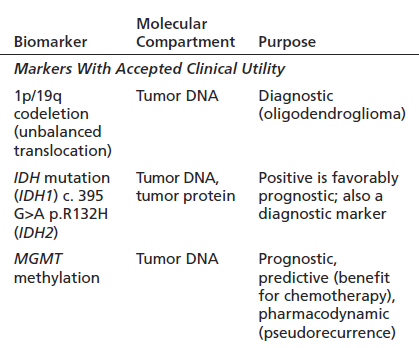 Biomarker Molecular Compartment Purpose
Markers With Accepted Clinical Utility
1p/19q Tumor DNA Diagnostic
codeletion (oligodendroglioma)
(unbalanced
translocation)
IDH mutation Tumor DNA, Positive is favorably
(IDH1) c. 395 tumor protein prognostic; also a
G>A p.R132H diagnostic marker
(IDH2)
MGMT Tumor DNA Prognostic,
methylation predictive (benefit
for chemotherapy),
pharmacodynamic
(pseudorecurrence)